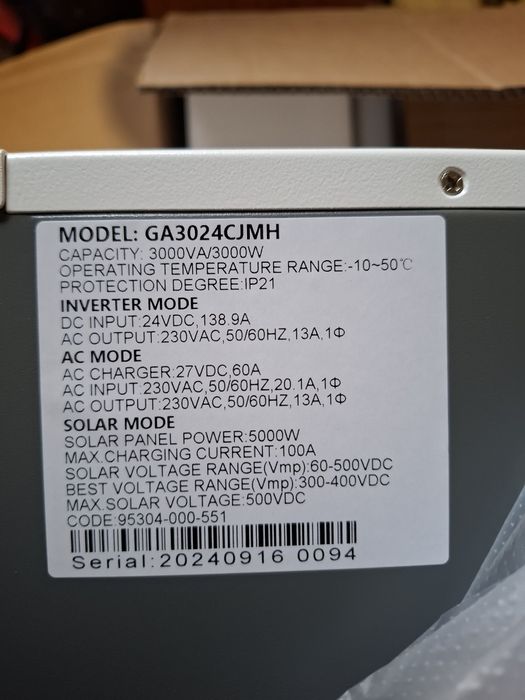 MODEL: GA3024CJMH
CAPACITY: 3000VA/3000W
OPERATING TEMPERATURE RANGE:-10~50℃
PROTECTION DEGREE:IP21
INVERTER MODE
DC INPUT:24VDC,138.9A
AC OUTPUT:230VAC,50/60HZ,13A,1Φ
AC MODE
AC CHARGER:27VDC,60A
AC INPUT:230VAC,50/60HZ,20.1A,1Φ
AC OUTPUT:230VAC,50/60HZ,13A,1Φ
SOLAR MODE
SOLAR PANEL POWER:5000W
MAX.CHARGING CURRENT:100A
SOLAR VOLTAGE RANGE(Vmp):60-500VDC
BEST VOLTAGE RANGE(Vmp):300-400VDC
MAX.SOLAR VOLTAGE:500VDC
CODE:95304-000-551
Serial:20240916 0094